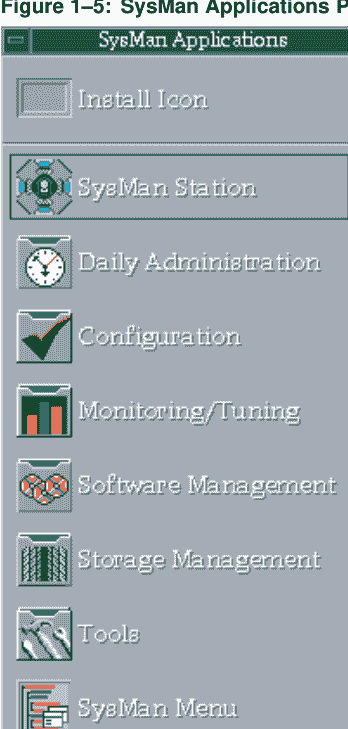 Figure 1–5: SysMan Applications P
SysMan Applications
Install Icon
SysMan Station
Daily Administration
Configuration
Monitoring/Tuning
Software Management
Storage Management
Tools
SysMan Menu